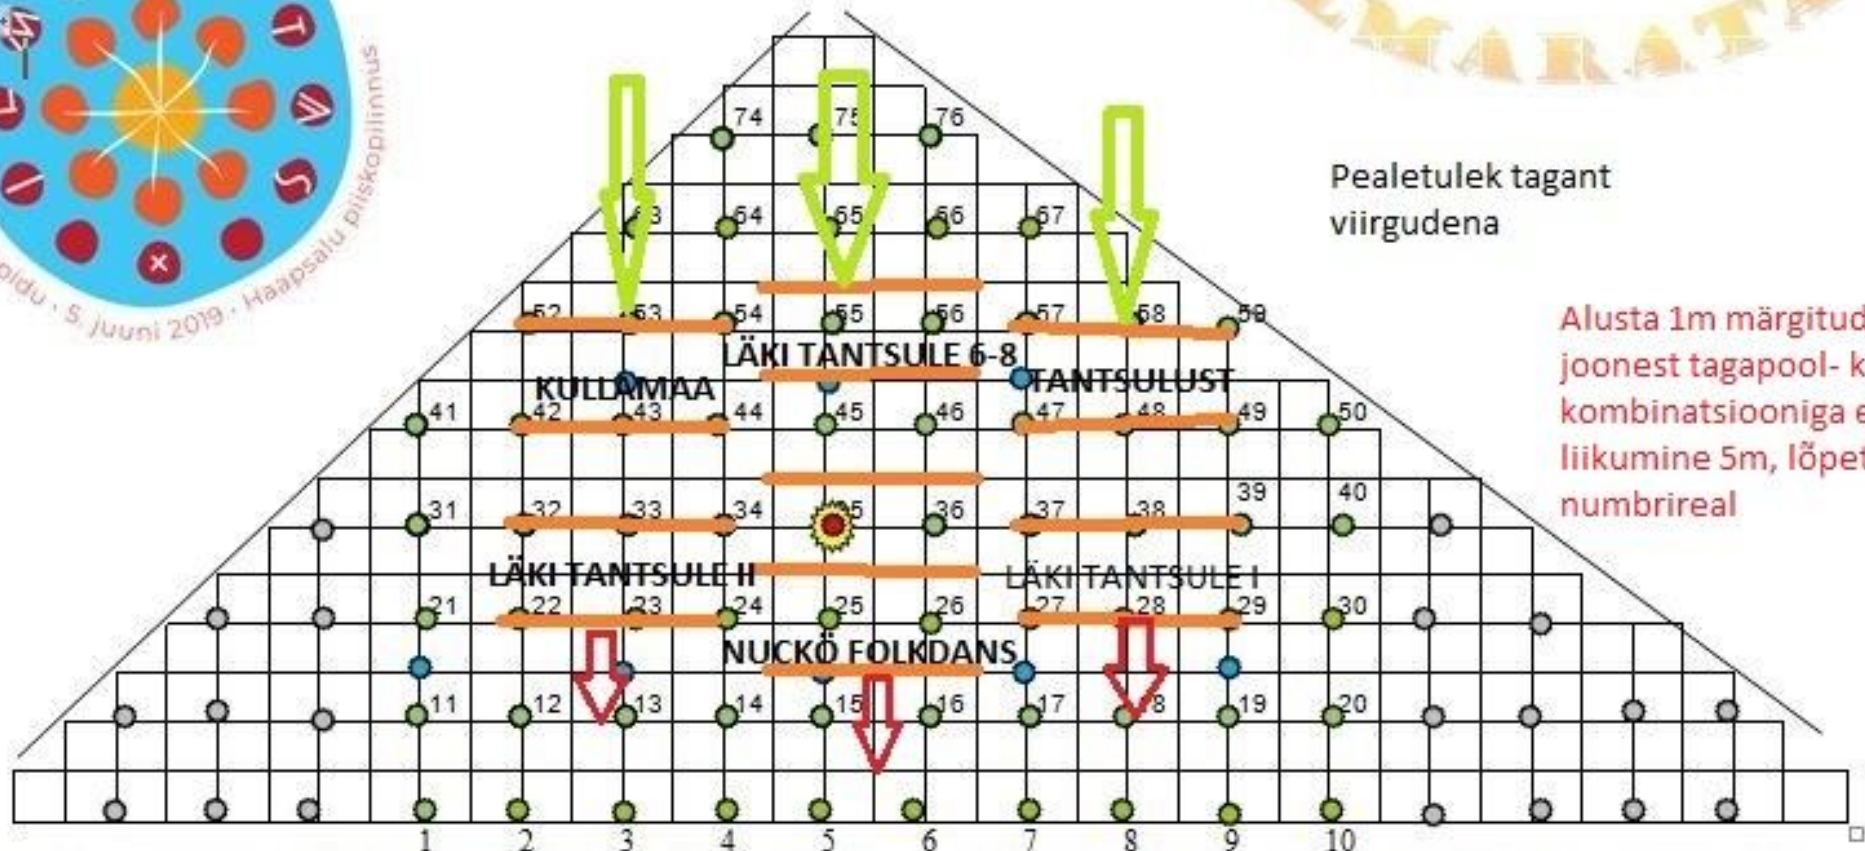 T
S
×
oidu · 5. juuni 2019 · Haapsalu piiskopilinnus
MARAT
74 75 76
Pealetulek tagant
viirgudena
63 64 65 66 67
52 53 54 55 56 57 58 59
Alusta 1m märgitud
joonest tagapool- k
kombinatsiooniga e
liikumine 5m, lõpet
numbrireal
LÄKI TANTSULE 6-8
KULLAMAA
TANTSULUST
41 42 43 44 45 46 47 48 49 50
31 32 33 34 35 36 37 38 39 40
LÄKI TANTSULE II
LÄKI TANTSULE I
21 22 23 24 25 26 27 28 29 30
NUCKÖ FOLKDANS
11 12 13 14 15 16 17 18 19 20
1 2 3 4 5 6 7 8 9 10